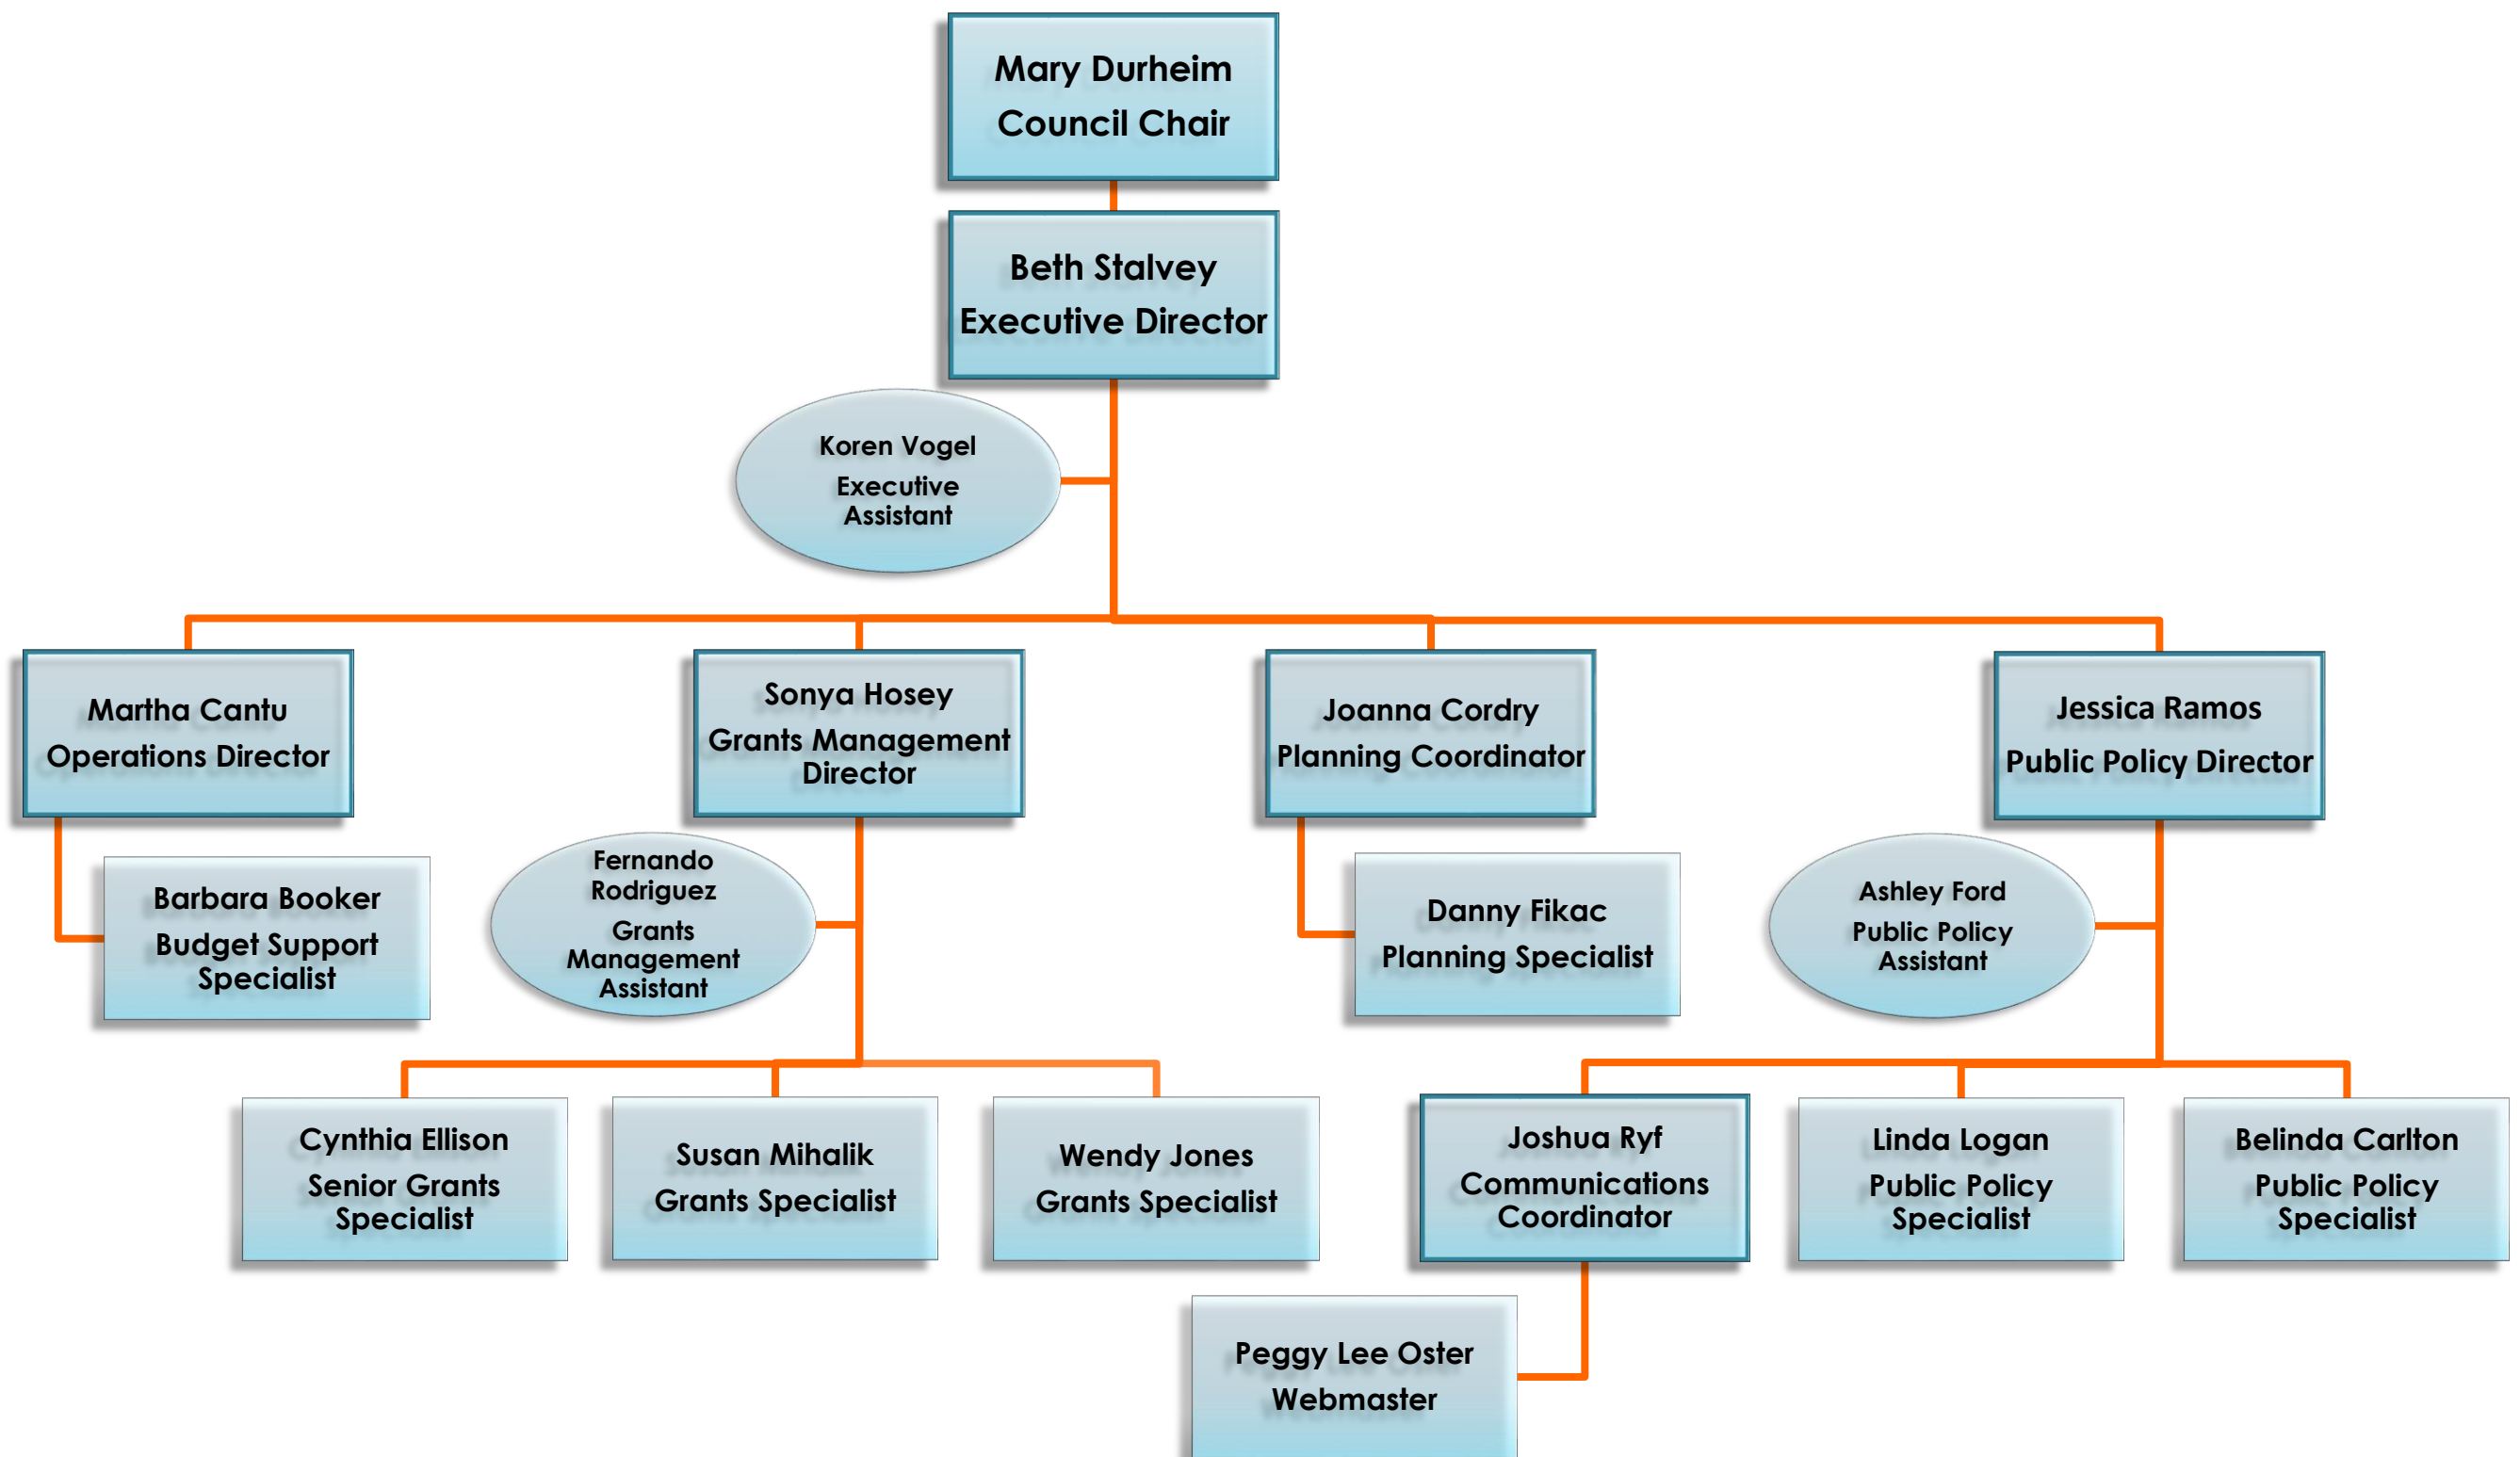 Mary Durheim
Council Chair
Beth Stalvey
Executive Director
Koren Vogel
Executive
Assistant
Martha Cantu
Operations Director
Sonya Hosey
Grants Management
Director
Joanna Cordry
Planning Coordinator
Jessica Ramos
Public Policy Director
Barbara Booker
Budget Support
Specialist
Fernando
Rodriguez
Grants
Management
Assistant
Danny Fikac
Planning Specialist
Ashley Ford
Public Policy
Assistant
Cynthia Ellison
Senior Grants
Specialist
Susan Mihalik
Grants Specialist
Wendy Jones
Grants Specialist
Joshua Ryf
Communications
Coordinator
Linda Logan
Public Policy
Specialist
Belinda Carlton
Public Policy
Specialist
Peggy Lee Oster
Webmaster